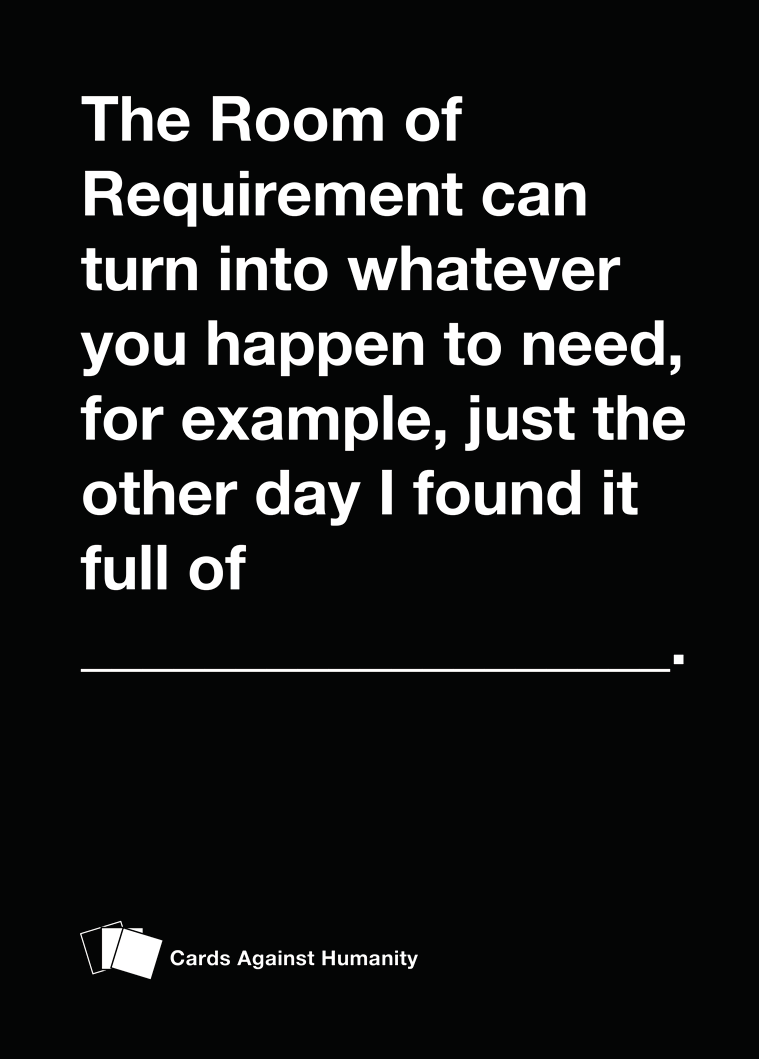 The Room of
Requirement can
turn into whatever
you happen to need,
for example, just the
other day I found it
full of
____________________.
Cards Against Humanity